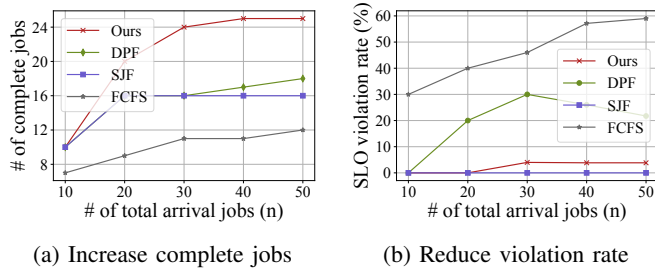 # of complete jobs
24
20
16
12
8
10
20
30
40
50
# of total arrival jobs (n)
Ours
DPF
SJF
FCFS
(a) Increase complete jobs
SLO violation rate (%)
60
50
40
30
20
10
0
10
20
30
40
50
# of total arrival jobs (n)
Ours
DPF
SJF
FCFS
(b) Reduce violation rate